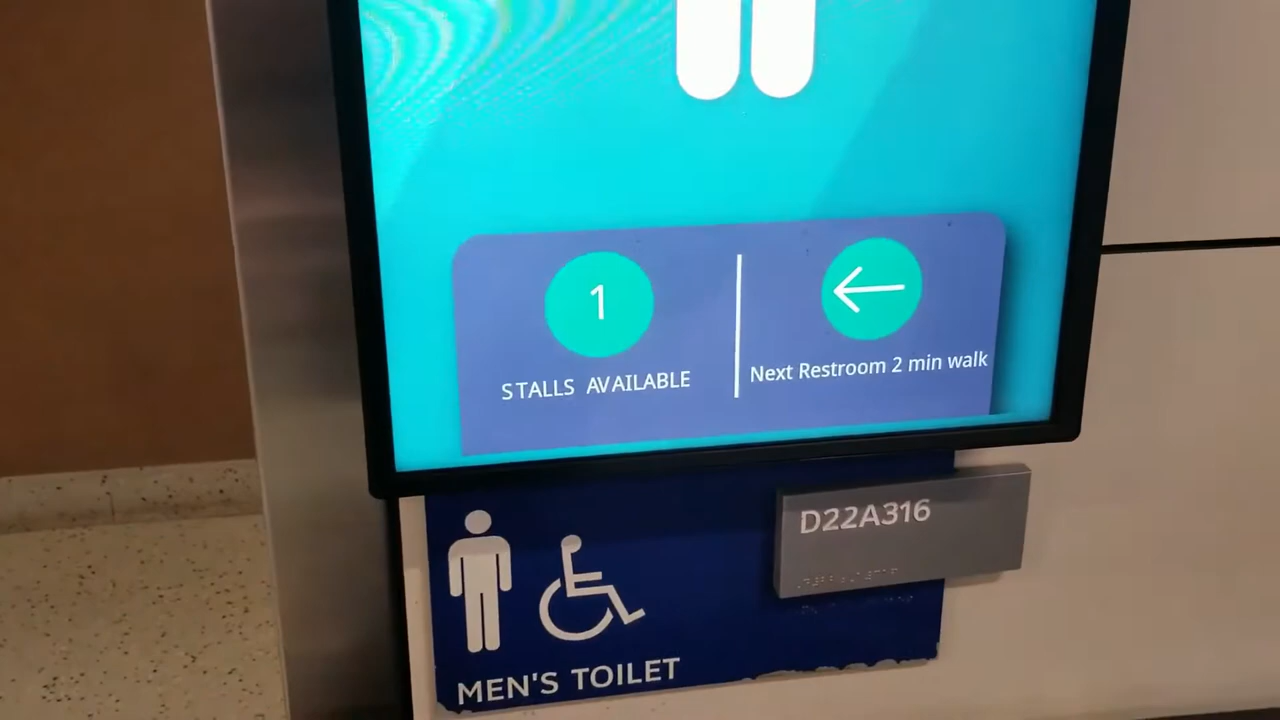 1
STALLS AVAILABLE
Next Restroom 2 min walk
D22A316
MEN'S TOILET